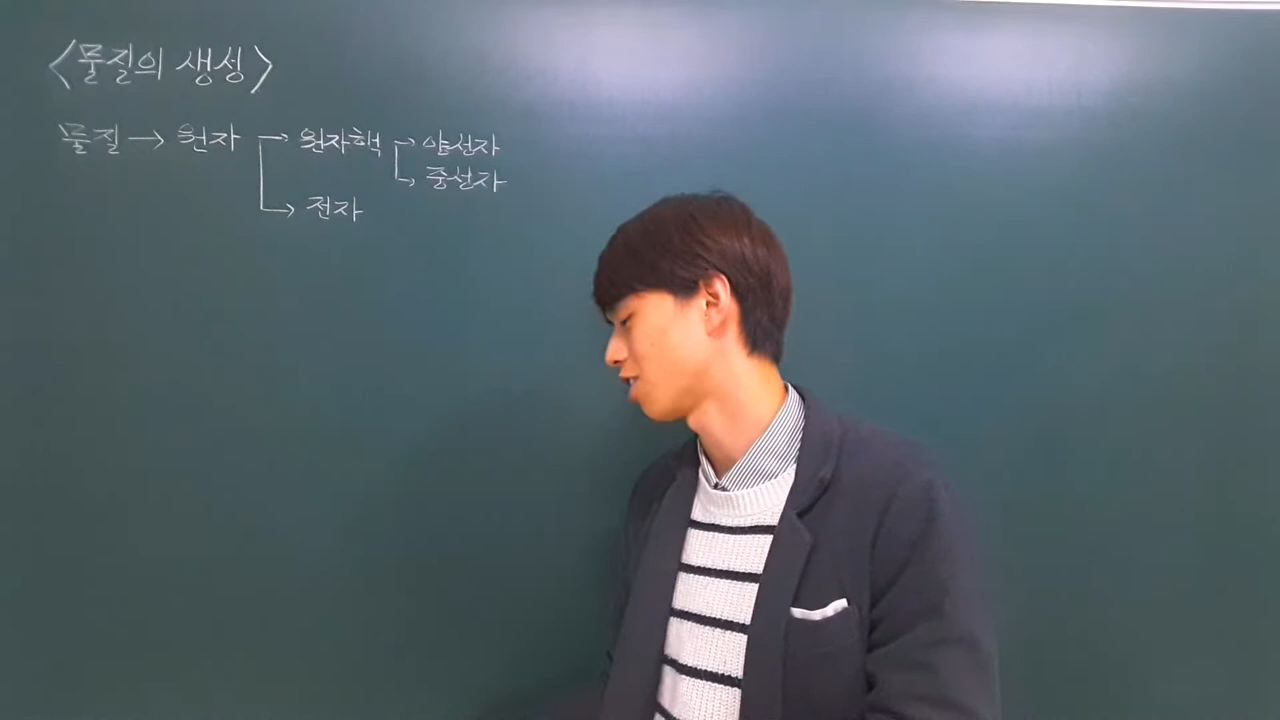 <물질의 생성>
물질 → 원자 → 원자핵 → 양성자
→ 중성자
→ 전자